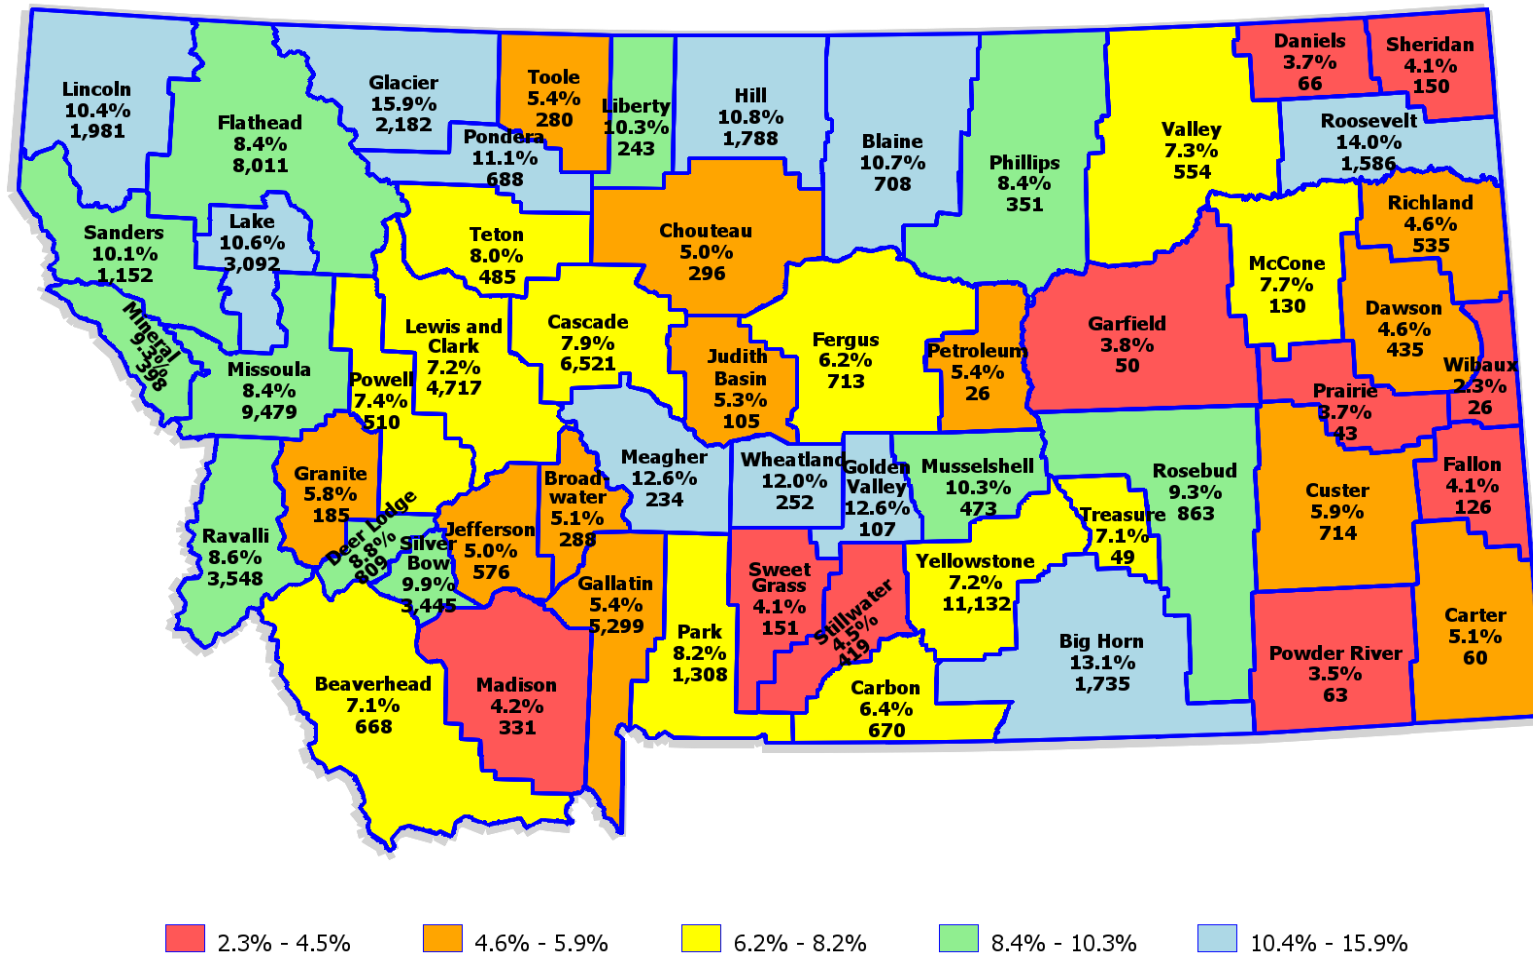 Lincoln
10.4%
1,981
Flathead
8.4%
8,011
Glacier
15.9%
2,182
Toole
5.4%
280
Liberty
10.3%
243
Hill
10.8%
1,788
Blaine
10.7%
708
Phillips
8.4%
351
Valley
7.3%
554
Daniels
3.7%
66
Sheridan
4.1%
150
Roosevelt
14.0%
1,586
Pondera
11.1%
688
Sanders
10.1%
1,152
Lake
10.6%
3,092
Teton
8.0%
485
Chouteau
5.0%
296
Richland
4.6%
535
McCone
7.7%
130
Dawson
4.6%
435
Mineral
9.3%
398
Missoula
8.4%
9,479
Powell
7.4%
510
Lewis and
Clark
7.2%
4,717
Cascade
7.9%
6,521
Judith
Basin
5.3%
105
Fergus
6.2%
713
Petroleum
5.4%
26
Garfield
3.8%
50
Prairie
3.7%
43
Wibaux
2.3%
26
Granite
5.8%
185
Ravalli
8.6%
3,548
Deer Lodge
8.8%
809
Silver
Bow
9.9%
3,445
Jefferson
5.0%
576
Broad-
water
5.1%
288
Meagher
12.6%
234
Wheatland
12.0%
252
Golden
Valley
12.6%
107
Musselshell
10.3%
473
Treasure
7.1%
49
Rosebud
9.3%
863
Custer
5.9%
714
Fallon
4.1%
126
Beaverhead
7.1%
668
Madison
4.2%
331
Gallatin
5.4%
5,299
Park
8.2%
1,308
Sweet
Grass
4.1%
151
Stillwater
4.5%
419
Yellowstone
7.2%
11,132
Carbon
6.4%
670
Big Horn
13.1%
1,735
Powder River
3.5%
63
Carter
5.1%
60
2.3% - 4.5%
4.6% - 5.9%
6.2% - 8.2%
8.4% - 10.3%
10.4% - 15.9%